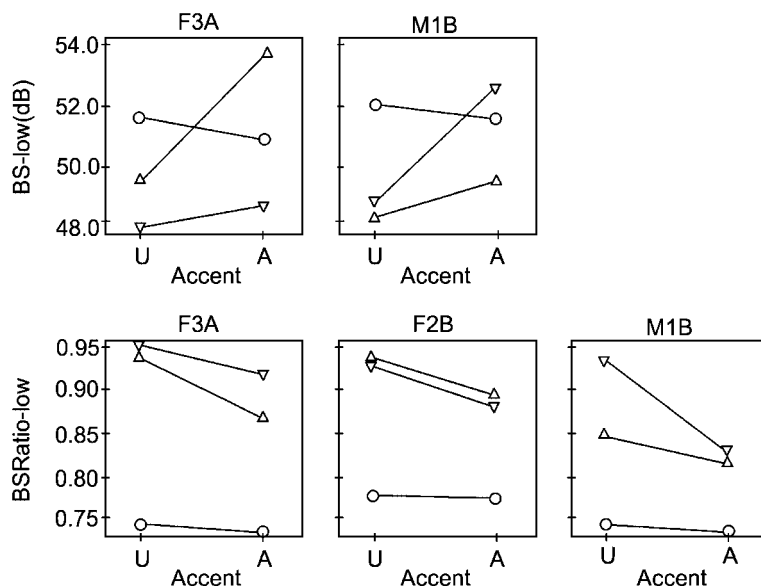 F3A M1B
54.0
52.0
50.0
48.0
BS-low(dB)
U A U A
Accent Accent
F3A F2B M1B
0.95
0.90
0.85
0.80
0.75
BSRatio-low
U A U A U A
Accent Accent Accent